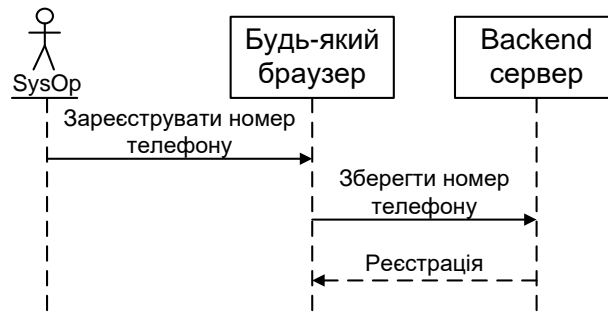 SysOp
Будь-який
браузер
Backend
сервер
Зареєструвати номер
телефону
Зберегти номер
телефону
Реєстрація